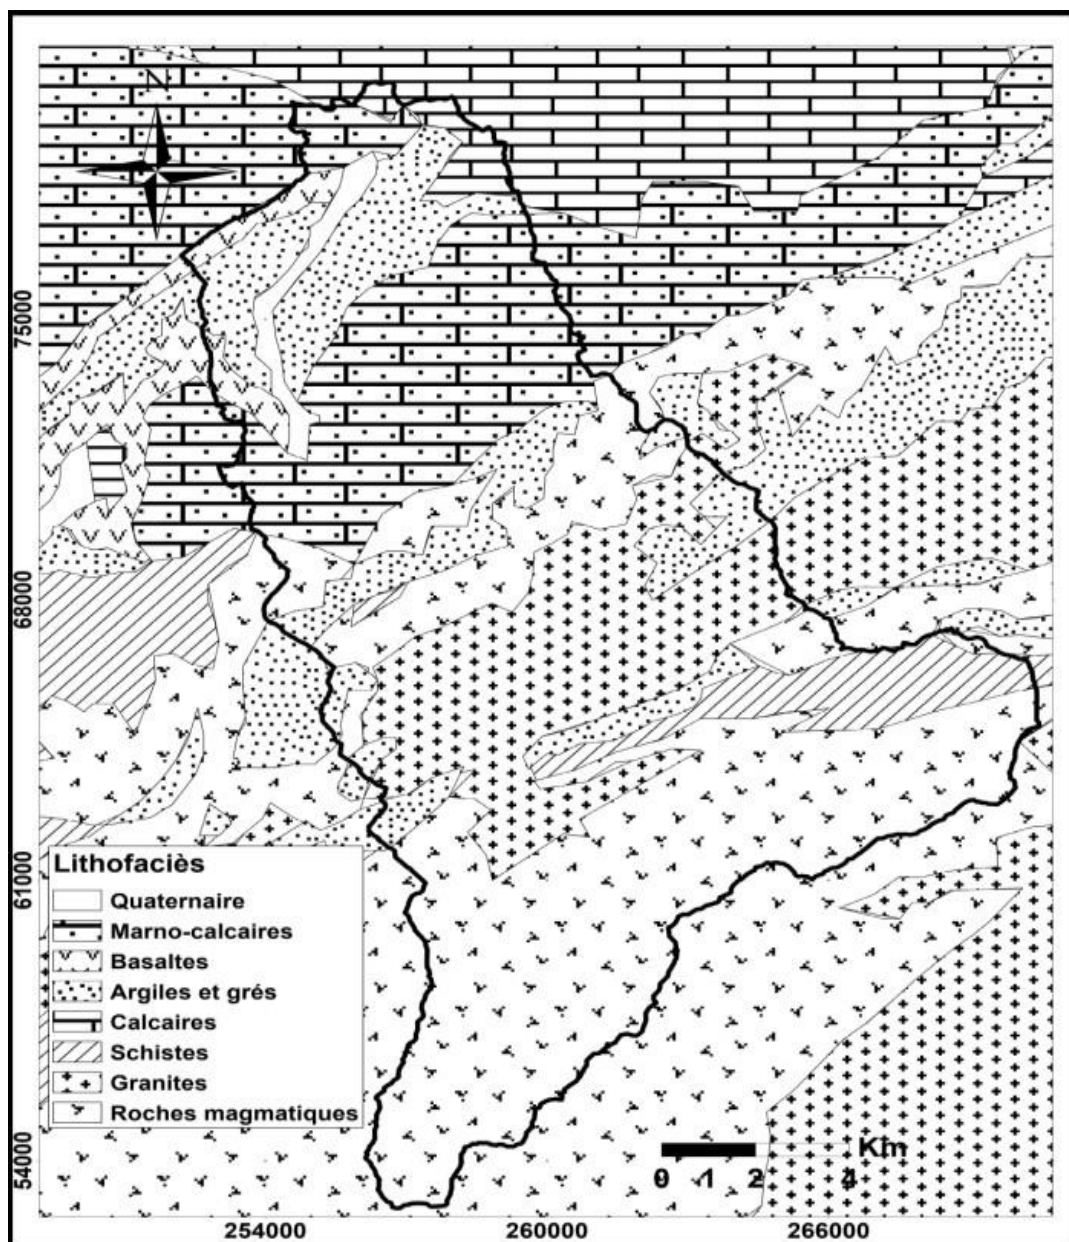 N
75000
68000
61000
54000
Lithofaciès
Quaternaire
Marno-calcaires
Basaltes
Argiles et grés
Calcaires
Schistes
Granites
Roches magmatiques
Km
0 1 2 4
254000 260000 266000